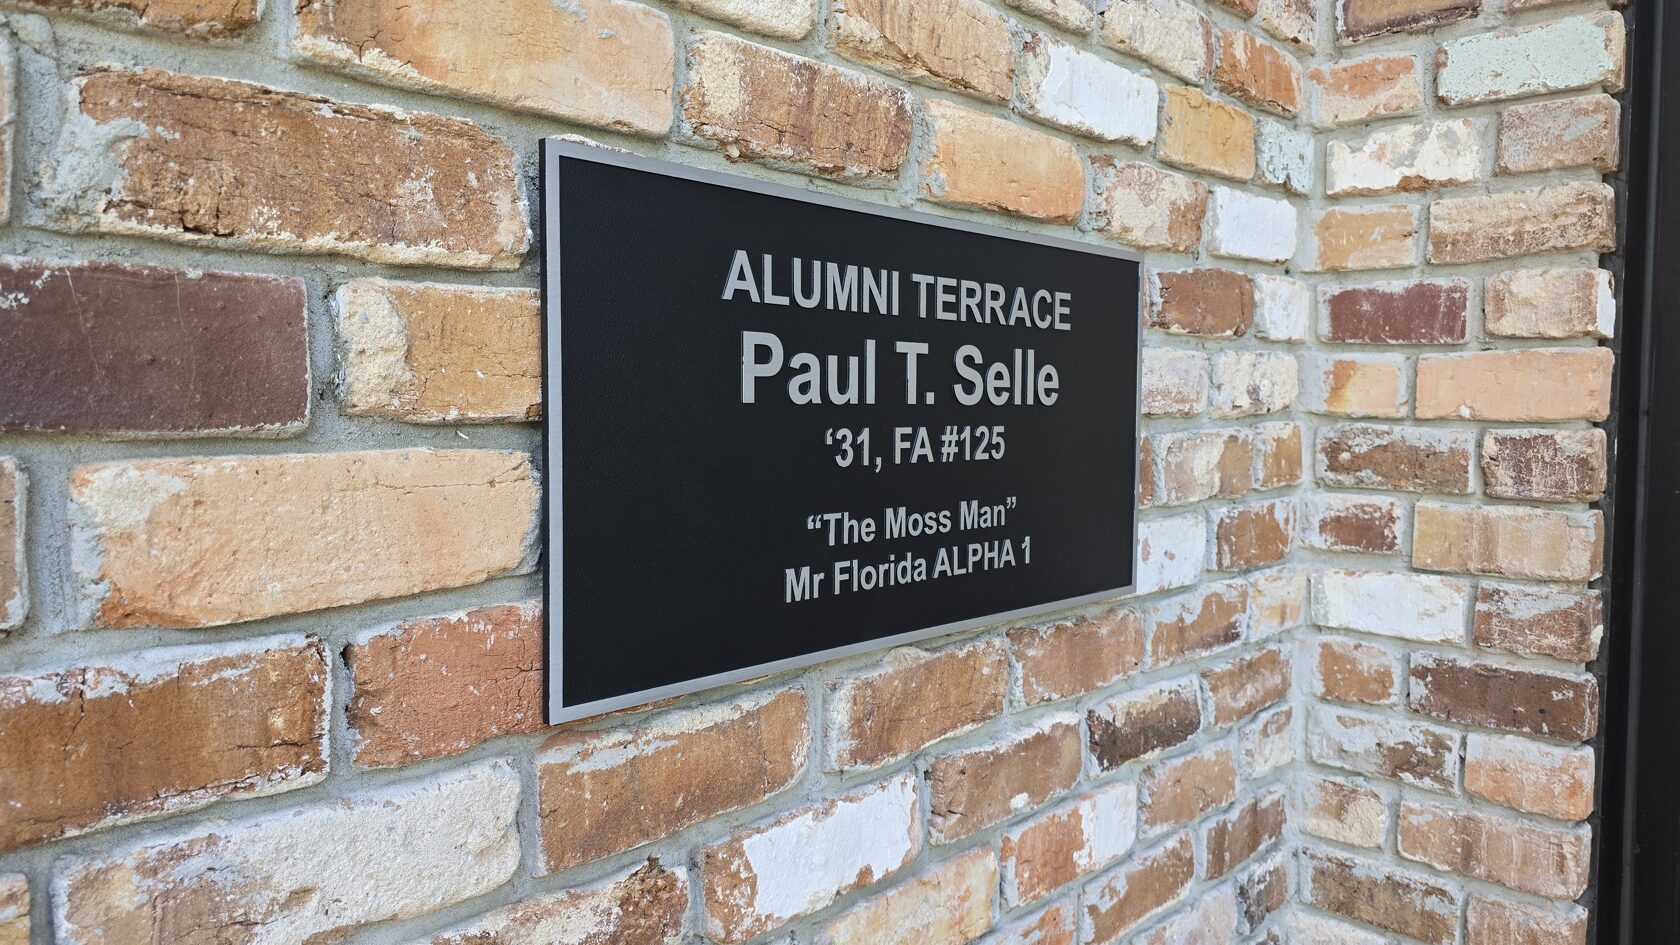 ALUMNI TERRACE
Paul T. Selle
‘31, FA #125
“The Moss Man”
Mr Florida ALPHA 1